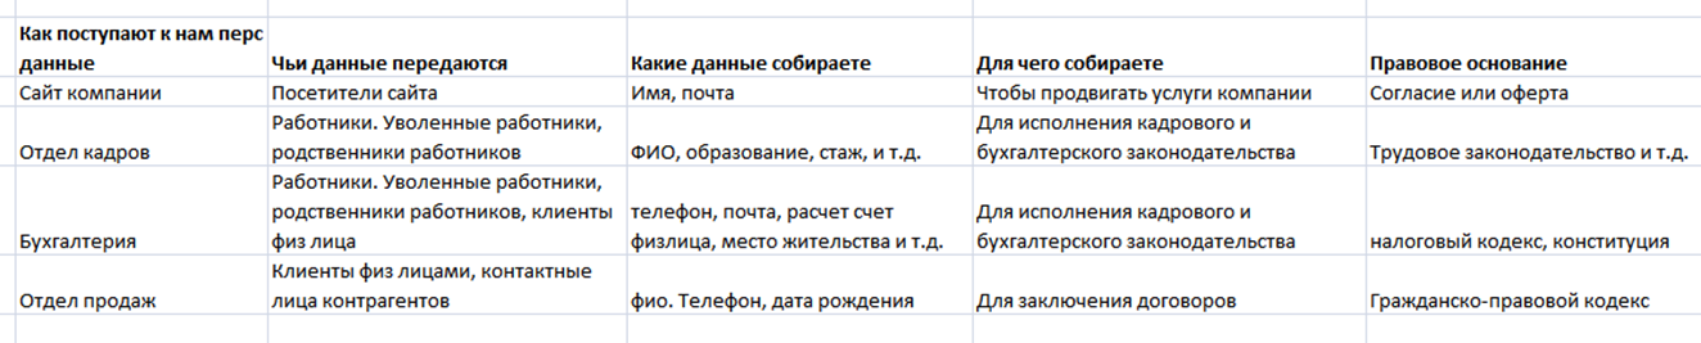 Как поступают к нам перс
данные
Чьи данные передаются
Какие данные собираете
Для чего собираете
Правовое основание
Сайт компании
Посетители сайта
Имя, почта
Чтобы продвигать услуги компании
Согласие или оферта
Отдел кадров
Работники. Уволенные работники,
родственники работников
ФИО, образование, стаж, и т.д.
Для исполнения кадрового и
бухгалтерского законодательства
Трудовое законодательство и т.д.
Бухгалтерия
Работники. Уволенные работники,
родственники работников, клиенты
физ лица
телефон, почта, расчет счет
физлица, место жительства и т.д.
Для исполнения кадрового и
бухгалтерского законодательства
налоговый кодекс, конституция
Отдел продаж
Клиенты физ лицами, контактные
лица контрагентов
фио. Телефон, дата рождения
Для заключения договоров
Гражданско-правовой кодекс